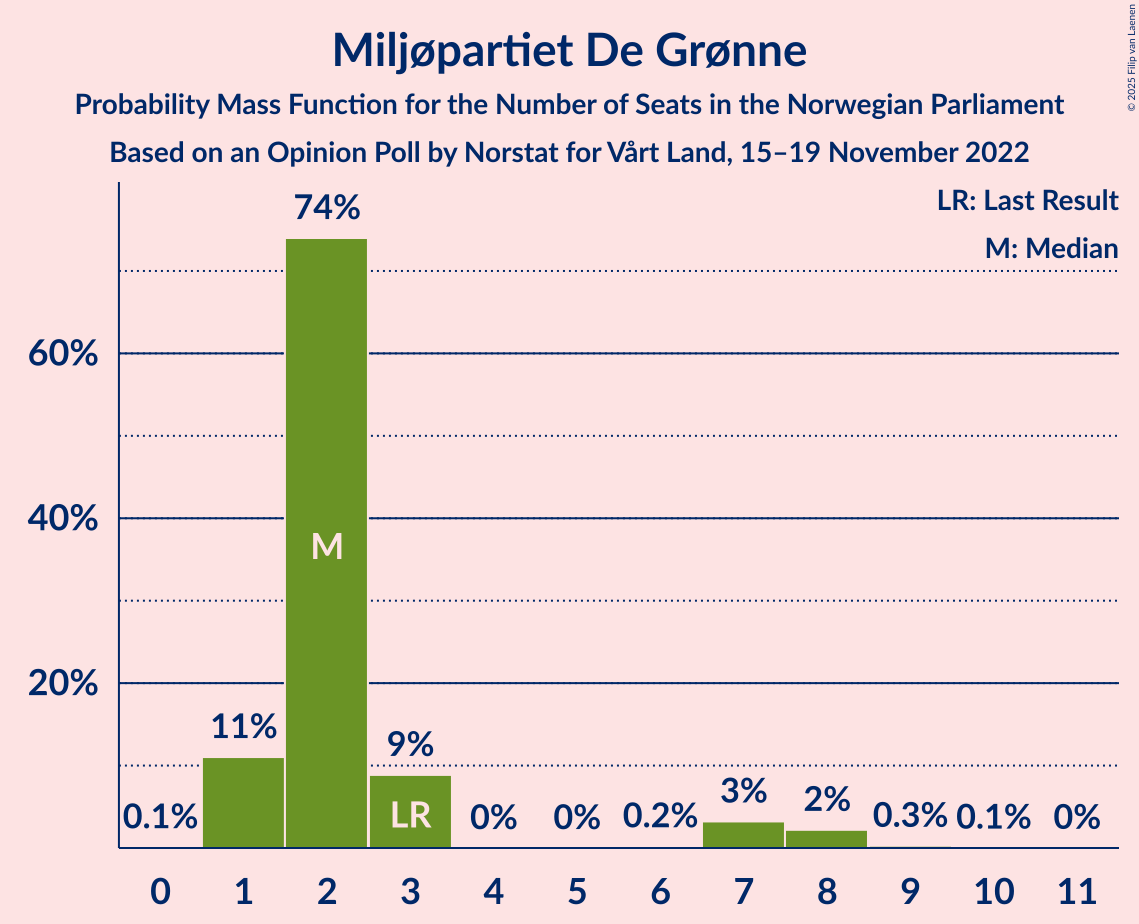 Miljøpartiet De Grønne
Probability Mass Function for the Number of Seats in the Norwegian Parliament
Based on an Opinion Poll by Norstat for Vårt Land, 15–19 November 2022
© 2025 Filip van Laenen
LR: Last Result
M: Median
74%
60%
40%
M
20%
11%
9%
3%
2%
0.1%
LR
0%
0%
0.2%
0.3%
0.1%
0%
0 1 2 3 4 5 6 7 8 9 10 11